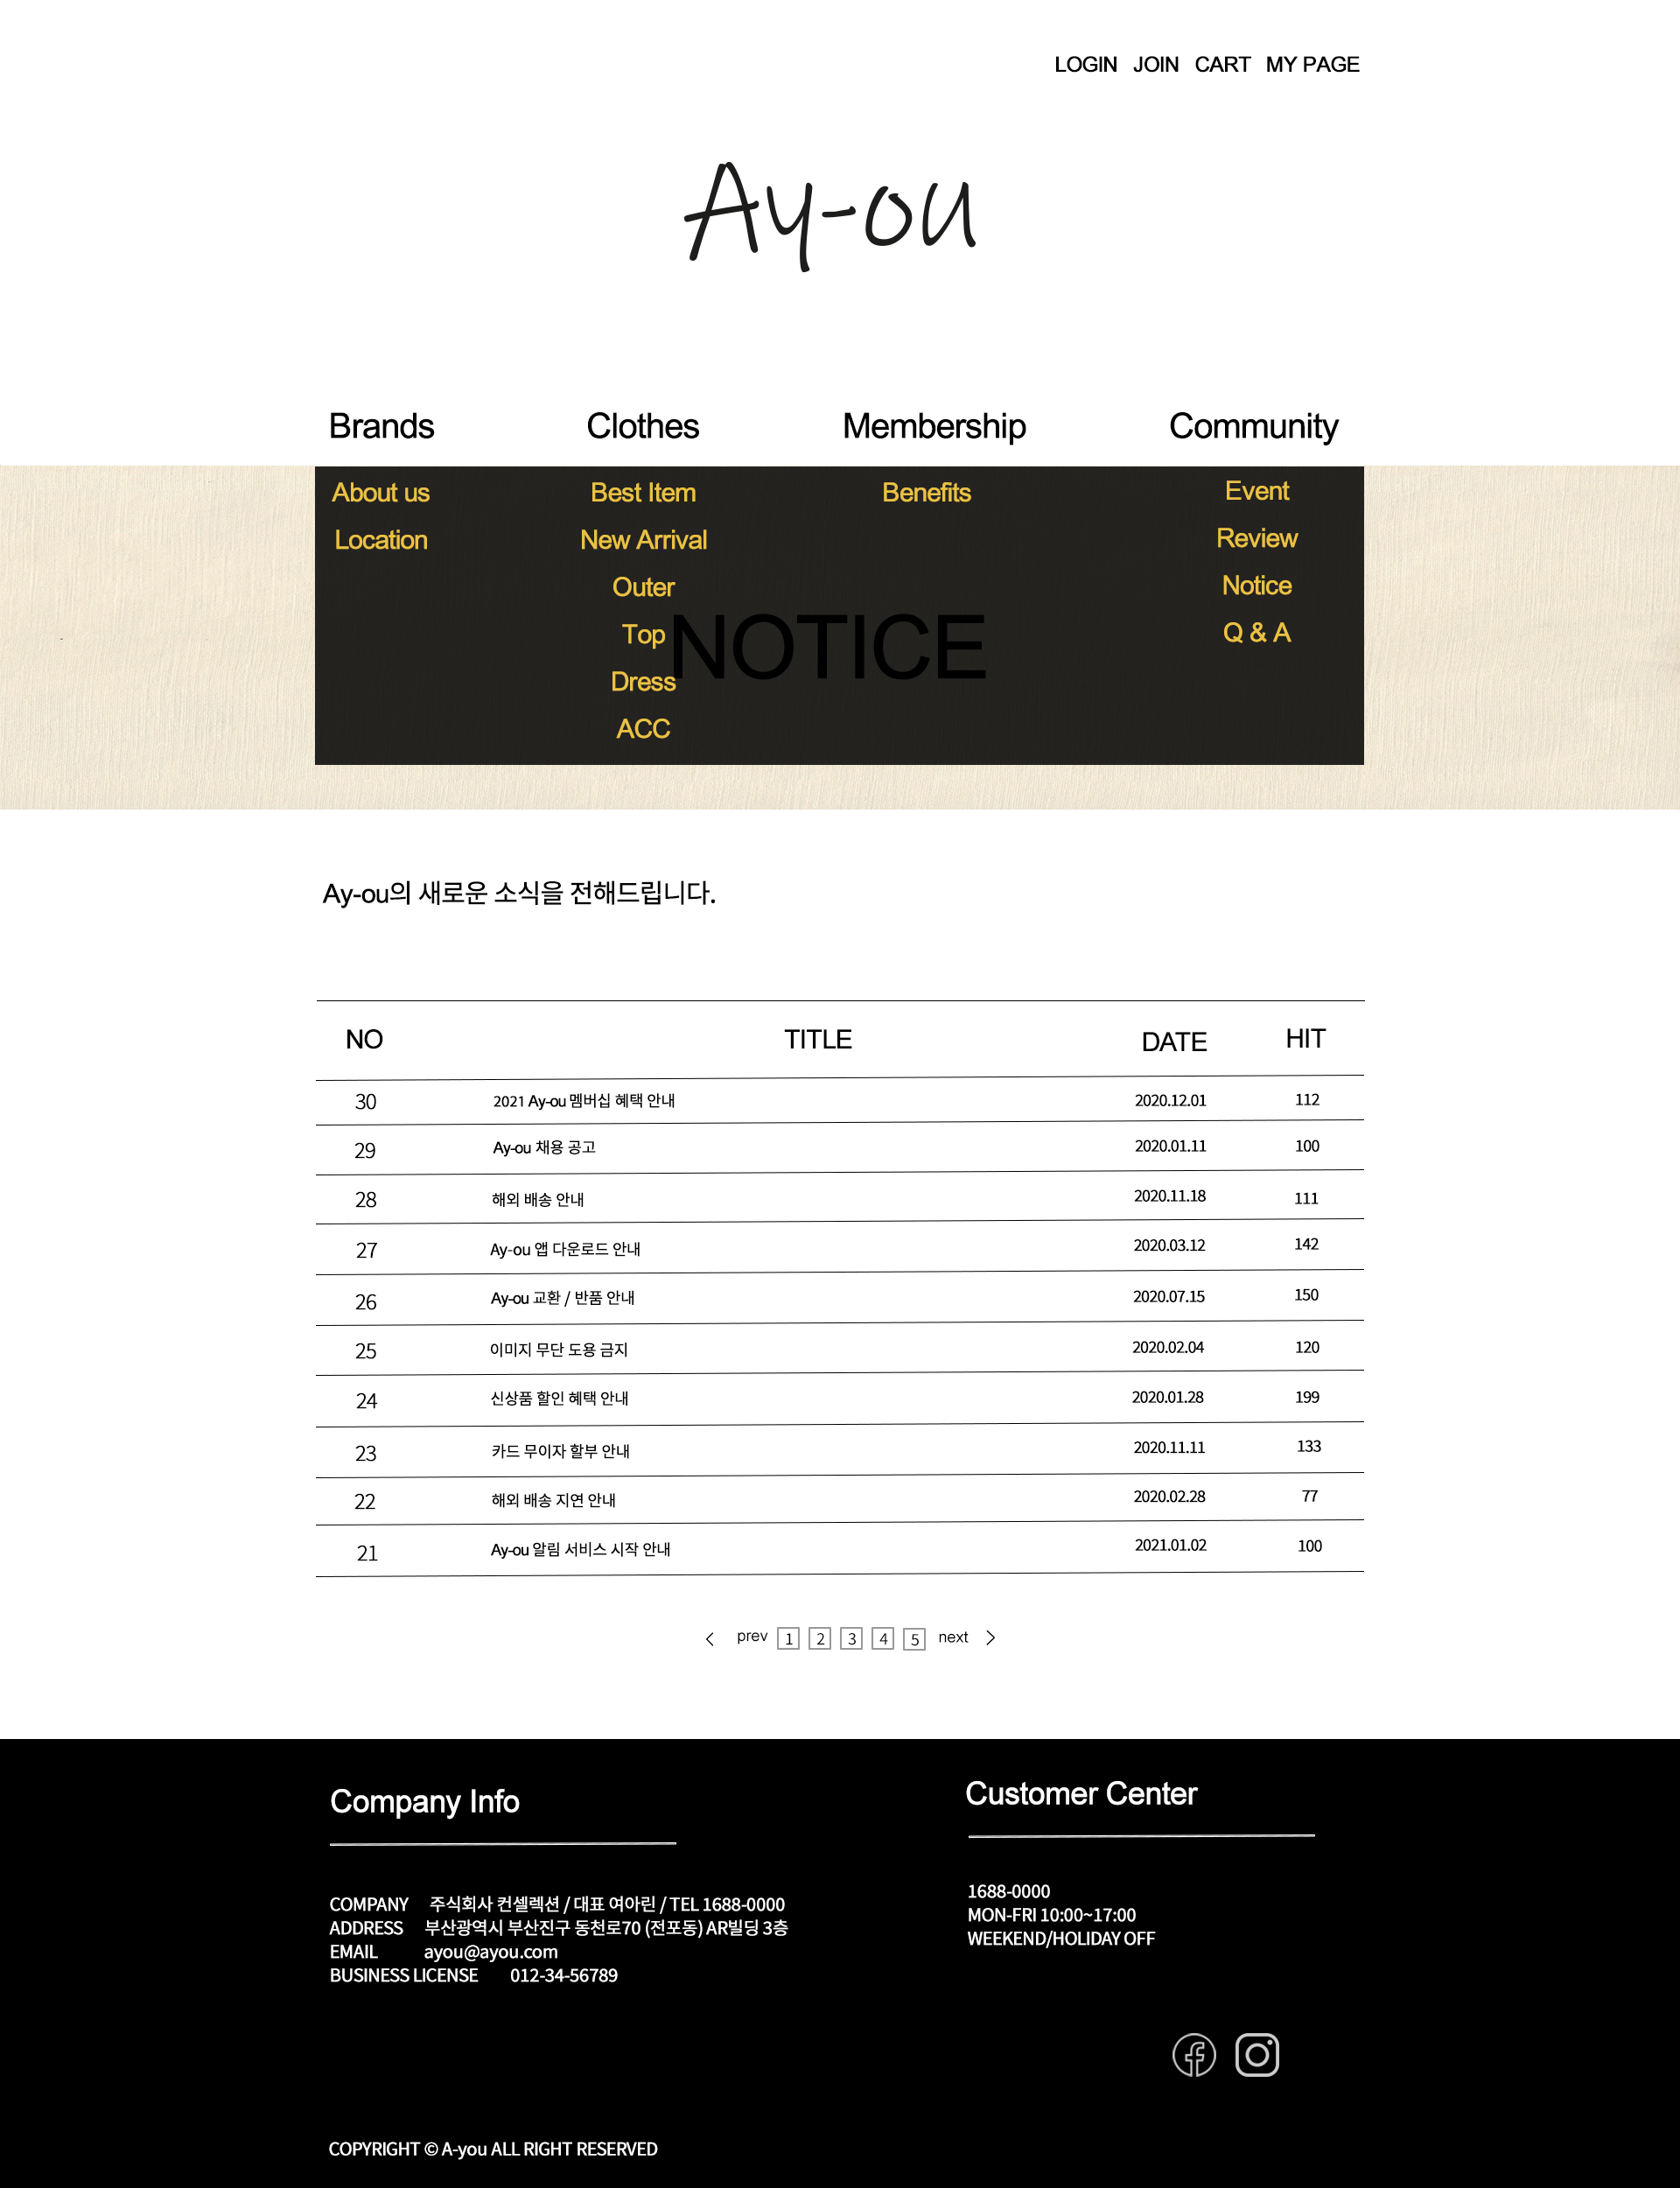 LOGIN JOIN CART MY PAGE
Ay-ou
Brands Clothes Membership Community
About us Best Item Benefits Event
Location New Arrival Review
Outer Notice
Top Q & A
NOTICE
Dress
ACC
Ay-ou의 새로운 소식을 전해드립니다.
NO TITLE DATE HIT
30 2021 Ay-ou 멤버십 혜택 안내 2020.12.01 112
29 Ay-ou 채용 공고 2020.01.11 100
28 해외 배송 안내 2020.11.18 111
27 Ay-ou 앱 다운로드 안내 2020.03.12 142
26 Ay-ou 교환 / 반품 안내 2020.07.15 150
25 이미지 무단 도용 금지 2020.02.04 120
24 신상품 할인 혜택 안내 2020.01.28 199
23 카드 무이자 할부 안내 2020.11.11 133
22 해외 배송 지연 안내 2020.02.28 77
21 Ay-ou 알림 서비스 시작 안내 2021.01.02 100
< prev 1 2 3 4 5 next >
Company Info
COMPANY 주식회사 컨셀렉션 / 대표 여아린 / TEL 1688-0000
ADDRESS 부산광역시 부산진구 동천로70 (전포동) AR빌딩 3층
EMAIL ayou@ayou.com
BUSINESS LICENSE 012-34-56789
Customer Center
1688-0000
MON-FRI 10:00~17:00
WEEKEND/HOLIDAY OFF
COPYRIGHT © A-you ALL RIGHT RESERVED